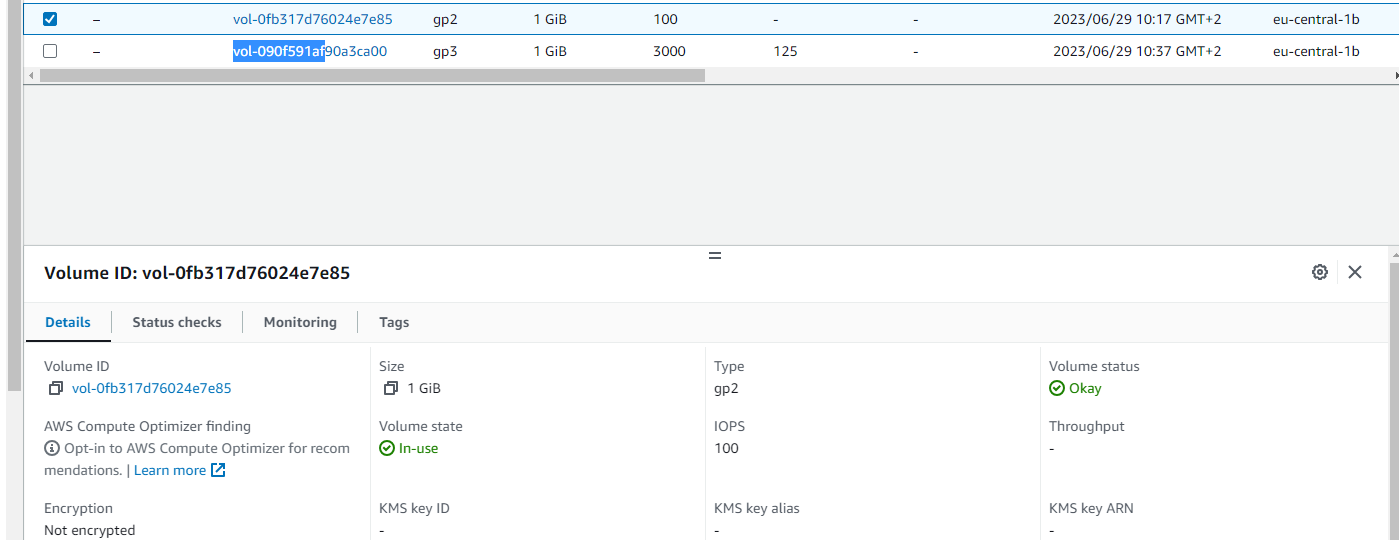 vol-0fb317d76024e7e85 gp2 1 GiB 100 - - 2023/06/29 10:17 GMT+2 eu-central-1b
– vol-090f591af90a3ca00 gp3 1 GiB 3000 125 - 2023/06/29 10:37 GMT+2 eu-central-1b
Volume ID: vol-0fb317d76024e7e85
Details Status checks Monitoring Tags
Volume ID Size Type Volume status
vol-0fb317d76024e7e85 1 GiB gp2 Okay
AWS Compute Optimizer finding Volume state IOPS Throughput
Opt-in to AWS Compute Optimizer for recom In-use 100 -
mendations. | Learn more
Encryption KMS key ID KMS key alias KMS key ARN
Not encrypted - - -